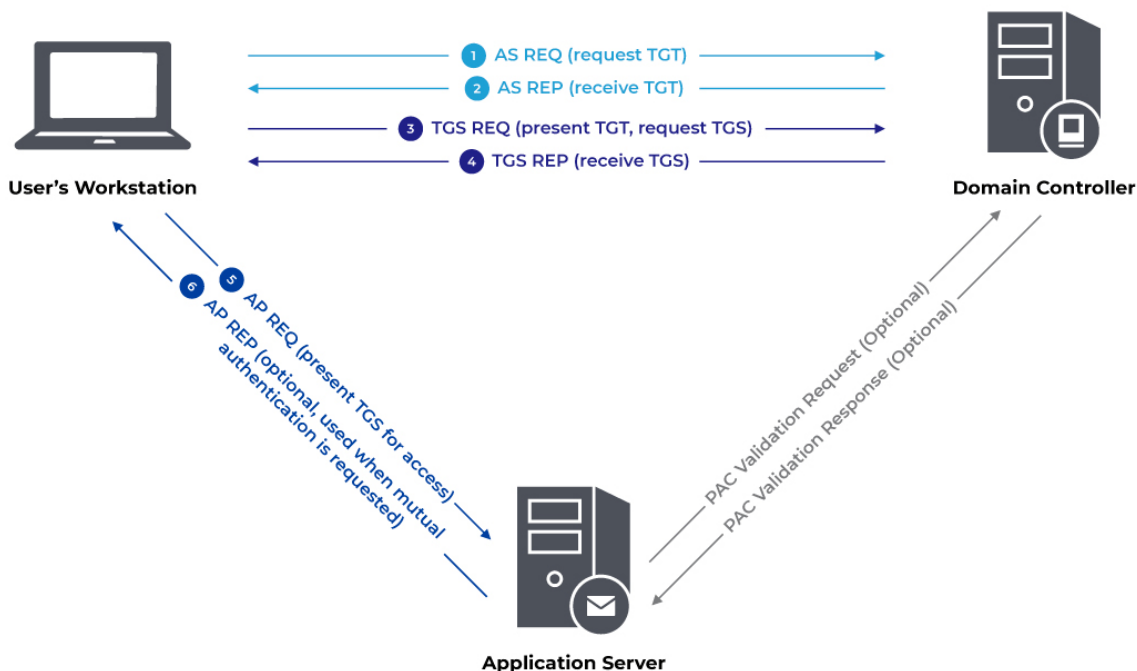 1 AS REQ (request TGT)
2 AS REP (receive TGT)
3 TGS REQ (present TGT, request TGS)
4 TGS REP (receive TGS)
User's Workstation
Domain Controller
5 AP REQ (present TGS for access)
6 AP REP (optional, used when mutual
authentication is requested)
PAC Validation Request (Optional)
PAC Validation Response (Optional)
Application Server